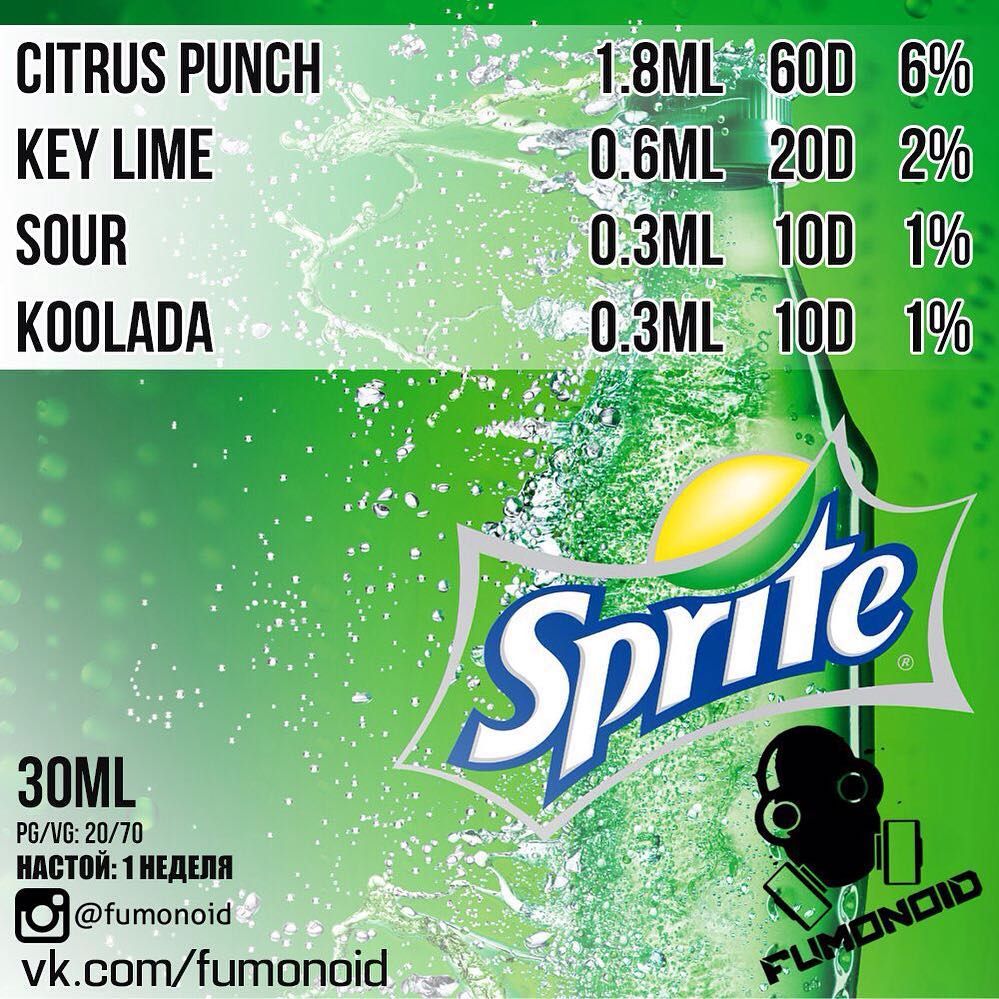 CITRUS PUNCH 1.8ML 60D 6%
KEY LIME 0.6ML 20D 2%
SOUR 0.3ML 10D 1%
KOOLADA 0.3ML 10D 1%
Sprite ®
30ML
PG/VG: 20/70
НАСТОЙ: 1 НЕДЕЛЯ
@fumonoid
vk.com/fumonoid
FUMONOID